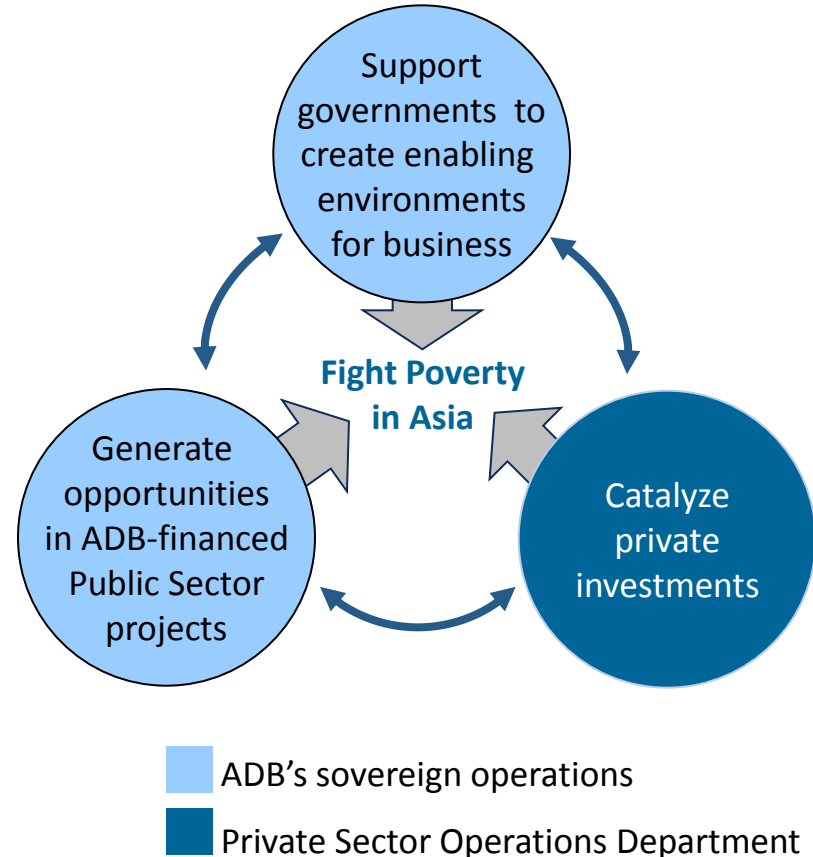 Support
governments to
create enabling
environments
for business
Fight Poverty
in Asia
Generate
opportunities
in ADB-financed
Public Sector
projects
Catalyze
private
investments
ADB's sovereign operations
Private Sector Operations Department